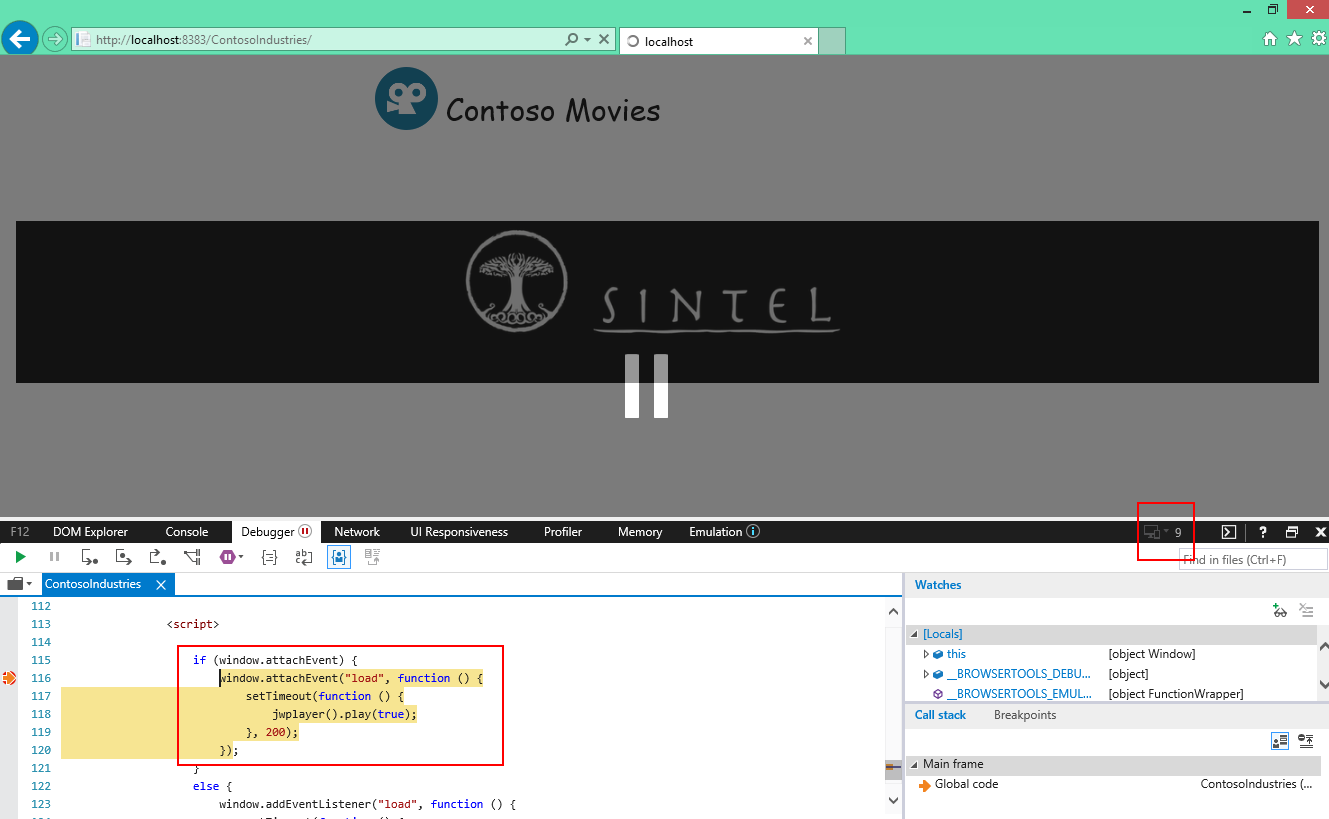 http://localhost:8383/ContosoIndustries/
localhost
Contoso Movies
SINTEL
F12 DOM Explorer Console Debugger Network UI Responsiveness Profiler Memory Emulation 9 ?
Find in files (Ctrl+F)
ContosoIndustries
112
113 <script>
114
115 if (window.attachEvent) {
116 window.attachEvent("load", function () {
117 setTimeout(function () {
118 jwplayer().play(true);
119 }, 200);
120 });
121 }
122 else {
123 window.addEventListener("load", function () {
Watches
[Locals]
this [object Window]
__BROWSERTOOLS_DEBU... [object]
__BROWSERTOOLS_EMUL... [object FunctionWrapper]
Call stack Breakpoints
Main frame
Global code ContosoIndustries (...